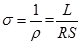 σ = 1/ρ = L/RS